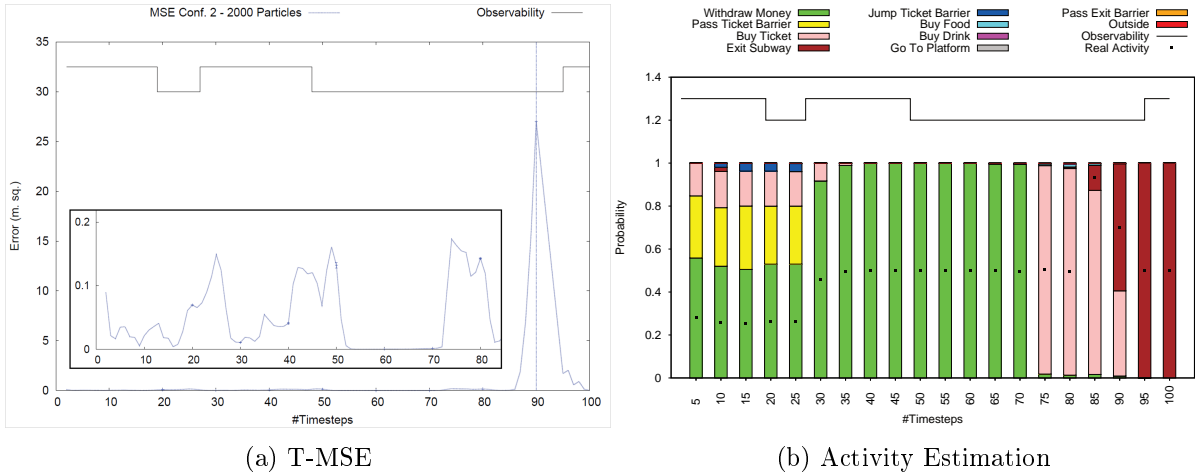 MSE Conf. 2 - 2000 Particles
Observability
35
30
25
20
15
10
5
0
Error (m. sq.)
0.2
0.1
0
0 10 20 30 40 50 60 70 80
0 10 20 30 40 50 60 70 80 90 100
#Timesteps
(a) T-MSE
Withdraw Money
Pass Ticket Barrier
Buy Ticket
Exit Subway
Jump Ticket Barrier
Buy Food
Buy Drink
Go To Platform
Pass Exit Barrier
Outside
Observability
Real Activity
1.4
1.2
1
0.8
0.6
0.4
0.2
0
Probability
5 10 15 20 25 30 35 40 45 50 55 60 65 70 75 80 85 90 95 100
#Timesteps
(b) Activity Estimation